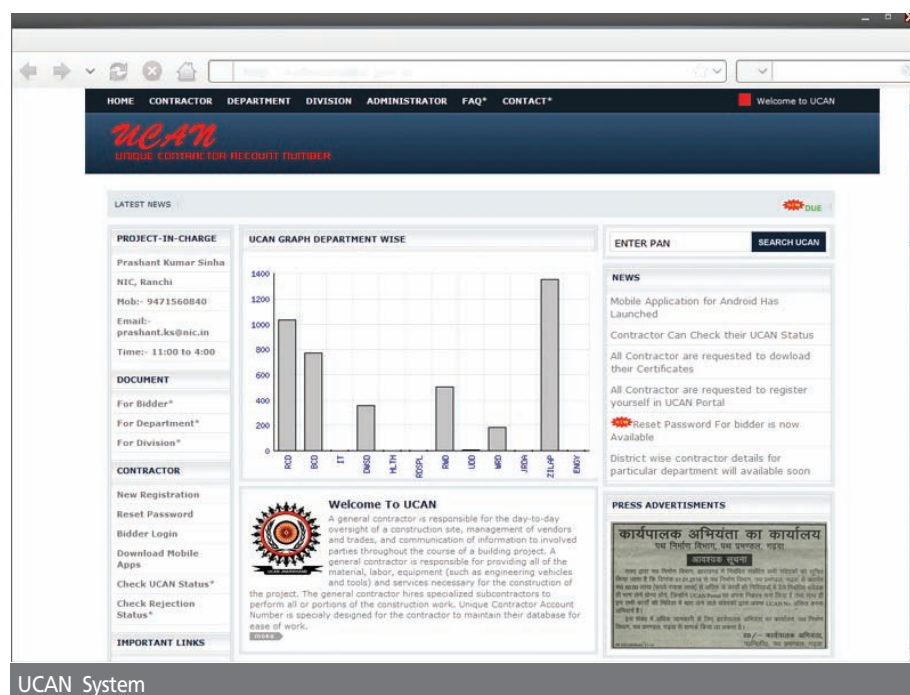 HOME CONTRACTOR DEPARTMENT DIVISION ADMINISTRATOR FAQ* CONTACT* Welcome to UCAN
UCAN
UNIQUE CONTRACTOR ACCOUNT NUMBER
LATEST NEWS DUE
PROJECT-IN-CHARGE
Prashant Kumar Sinha
NIC, Ranchi
Mob:- 9471560840
Email:-
prashant.ks@nic.in
Time:- 11:00 to 4:00
DOCUMENT
For Bidder*
For Department*
For Division*
CONTRACTOR
New Registration
Reset Password
Bidder Login
Download Mobile
Apps
Check UCAN Status*
Check Rejection
Status*
IMPORTANT LINKS
UCAN GRAPH DEPARTMENT WISE
1400
1200
1000
800
600
400
200
0
RCD BCD IT DWSD HLTH RDSPL RWD UDD WRD JRDA ZILAP ENGY
Welcome To UCAN
A general contractor is responsible for the day-to-day
oversight of a construction site, management of vendors
and trades, and communication of information to involved
parties throughout the course of a building project. A
general contractor is responsible for providing all of the
material, labor, equipment (such as engineering vehicles
and tools) and services necessary for the construction of
the project. The general contractor hires specialized subcontractors to
perform all or portions of the construction work. Unique Contractor Account
Number is specialy designed for the contractor to maintain their database for
ease of work.
more
ENTER PAN SEARCH UCAN
NEWS
Mobile Application for Android Has
Launched
Contractor Can Check their UCAN Status
All Contractor are requested to dowload
their Certificates
All Contractor are requested to register
yourself in UCAN Portal
Reset Password For bidder is now
Available
District wise contractor details for
particular department will available soon
PRESS ADVERTISMENTS
कार्यपालक अभियंता का कार्यालय
पथ निर्माण विभाग, पथ प्रमण्डल, गढ़वा
आवश्यक सूचना
UCAN System